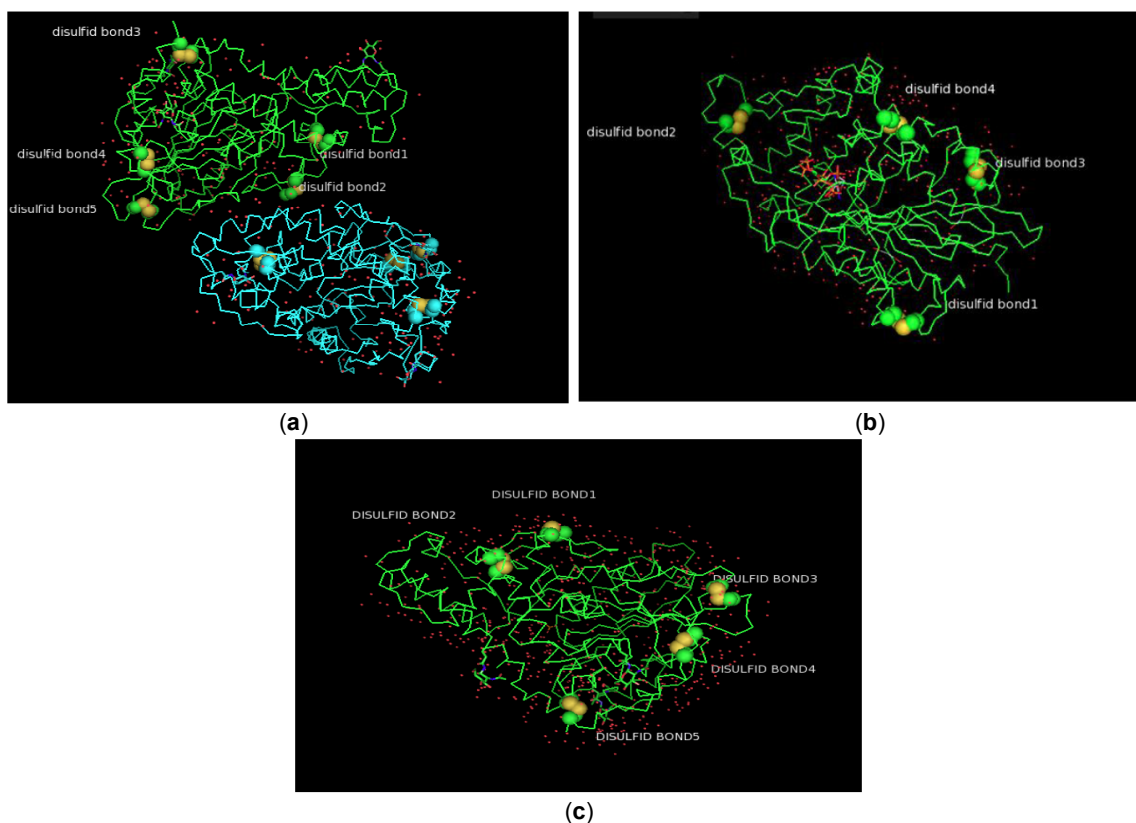 disulfid bond3
disulfid bond4
disulfid bond1
disulfid bond2
disulfid bond5
(a)
disulfid bond4
disulfid bond2
disulfid bond3
disulfid bond1
(b)
DISULFID BOND1
DISULFID BOND2
DISULFID BOND3
DISULFID BOND4
DISULFID BOND5
(c)